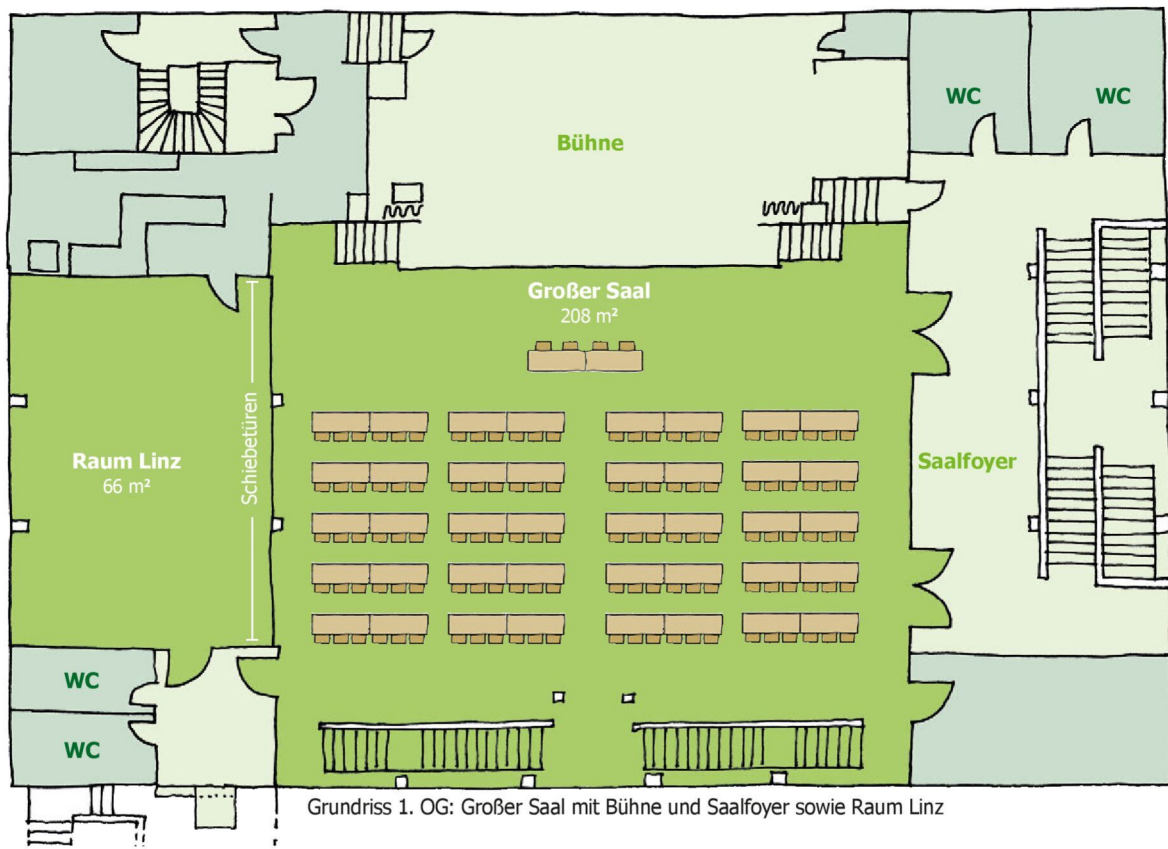 WC
WC
Bühne
Großer Saal
208 m²
Schiebetüren
Raum Linz
66 m²
Saalfoyer
WC
WC
Grundriss 1. OG: Großer Saal mit Bühne und Saalfoyer sowie Raum Linz